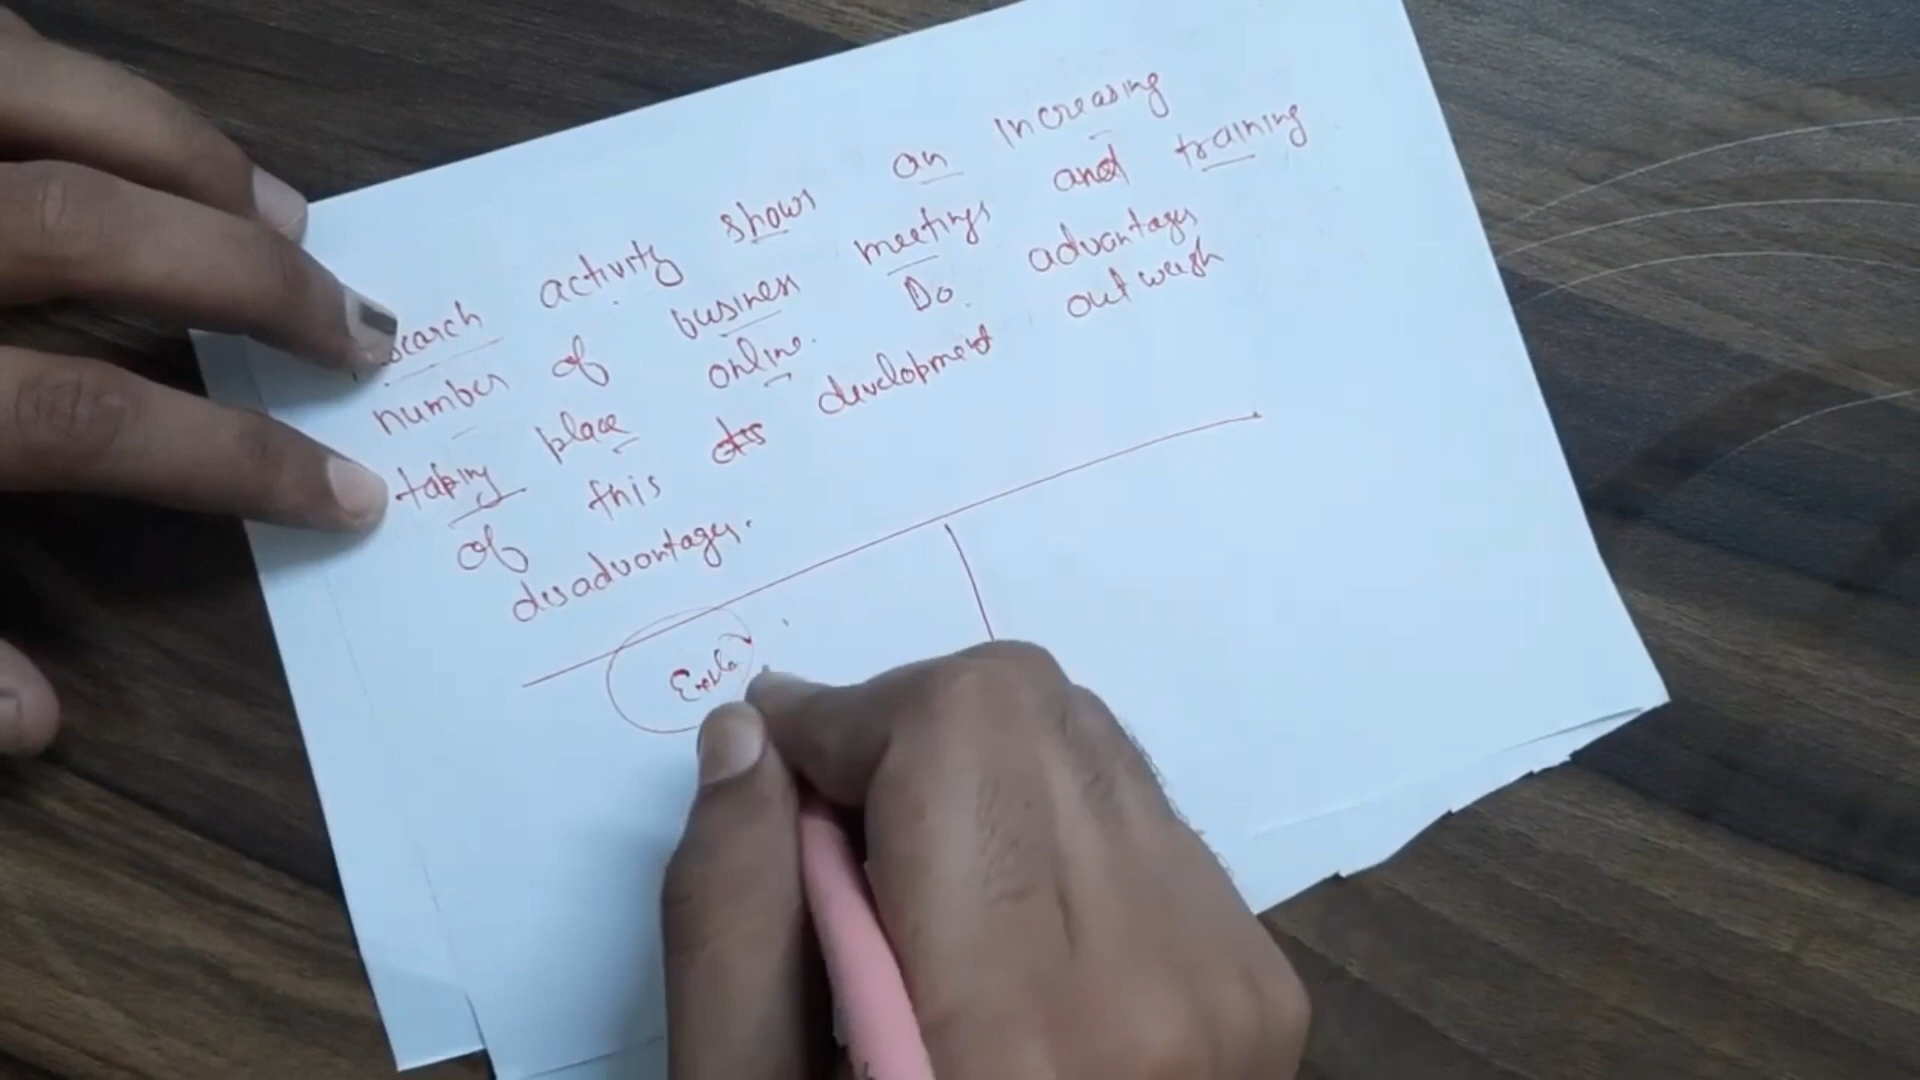 search activity shows an increasing
number of business meetings and training
taking place online. Do advantages
of this development outweigh
disadvantages.